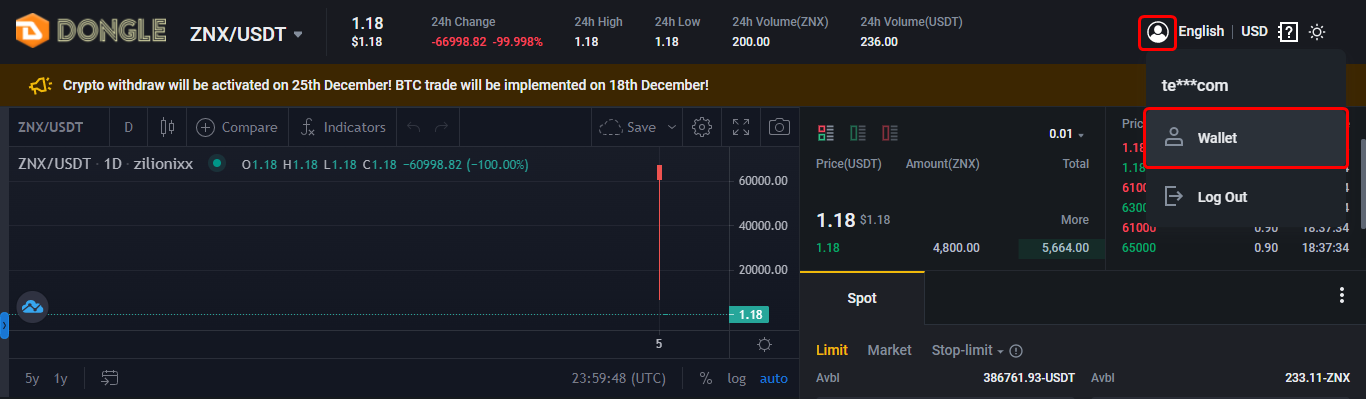 DONGLE
ZNX/USDT
1.18
$1.18
24h Change
-66998.82 -99.998%
24h High
1.18
24h Low
1.18
24h Volume(ZNX)
200.00
24h Volume(USDT)
236.00
English | USD
te***com
Wallet
Log Out
Crypto withdraw will be activated on 25th December! BTC trade will be implemented on 18th December!
ZNX/USDT D Compare Indicators Save
ZNX/USDT · 1D · zilionixx O1.18 H1.18 L1.18 C1.18 −60998.82 (−100.00%)
60000.00
40000.00
20000.00
1.18
5
5y 1y 23:59:48 (UTC) % log auto
0.01
Price(USDT) Amount(ZNX) Total
1.18 $1.18 More
1.18 4,800.00 5,664.00
1.18
1.18
61000
63000
61000 0.90 18:37:34
65000 0.90 18:37:34
Spot
Limit Market Stop-limit
Avbl 386761.93-USDT Avbl 233.11-ZNX